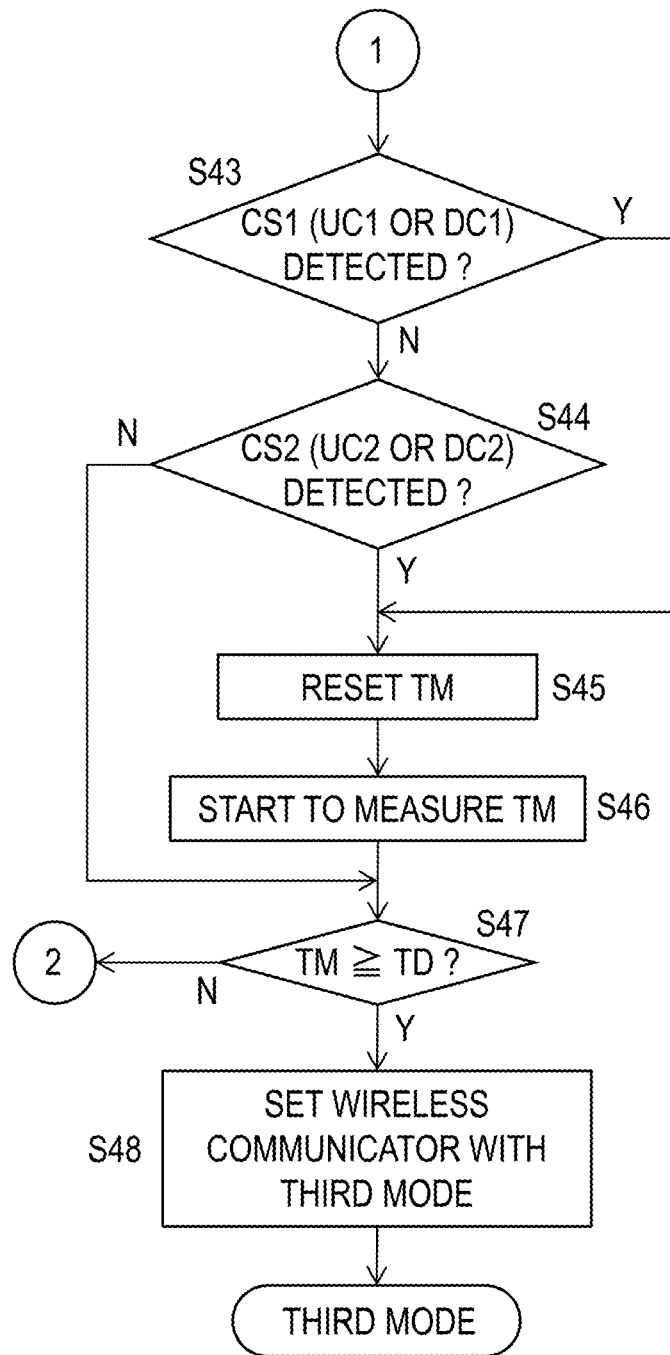 1
S43
CS1 (UC1 OR DC1)
DETECTED ?
Y
N
S44
N
CS2 (UC2 OR DC2)
DETECTED ?
Y
RESET TM
S45
START TO MEASURE TM
S46
S47
2
TM ≧ TD ?
N
Y
S48
SET WIRELESS
COMMUNICATOR WITH
THIRD MODE
THIRD MODE